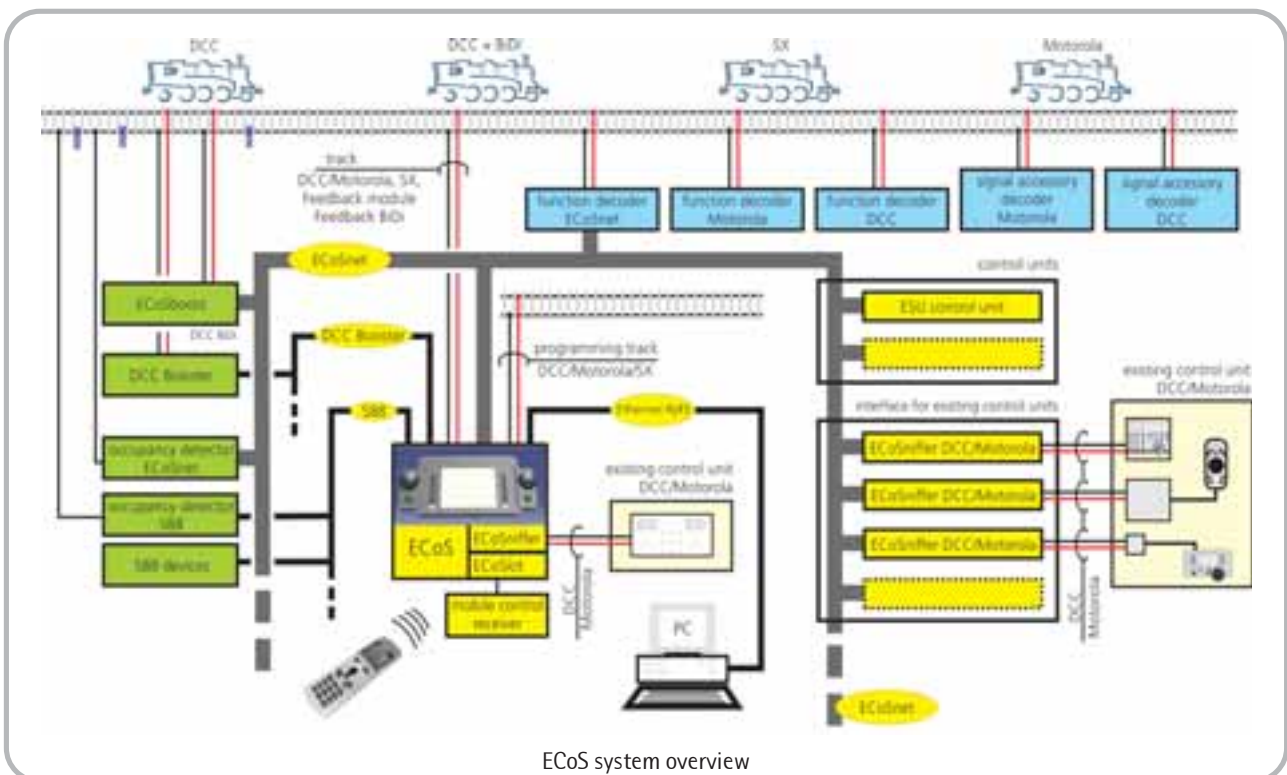 DCC
DCC + BiDi
SX
Motorola
track
DCC/Motorola, SX,
Feedback module
Feedback BiDi
function decoder
ECoSnet
function decoder
Motorola
function decoder
DCC
signal accessory
decoder
Motorola
signal accessory
decoder
DCC
ECoSnet
control units
ECoSboost
ESU control unit
DCC BiDi
DCC Booster
DCC Booster
programming track
DCC/Motorola/SX
existing control unit
DCC/Motorola
S88
Ethernet RJ45
interface for existing control units
occupancy detector
ECoSnet
ECoSniffer DCC/Motorola
existing control unit
DCC/Motorola
occupancy detector
S88
ECoSniffer DCC/Motorola
ECoS
ECoSniffer
ECoSlot
S88 devices
ECoSniffer DCC/Motorola
mobile control
receiver
DCC
Motorola
PC
DCC
Motorola
ECoSnet
ECoS system overview